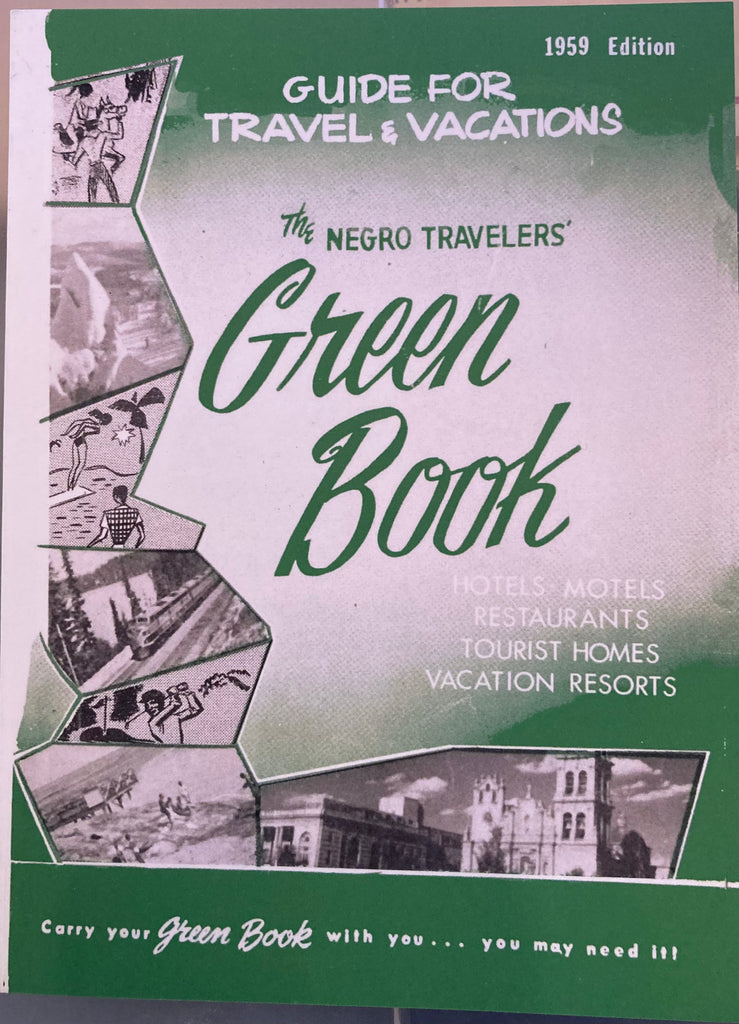 1959 Edition
GUIDE FOR
TRAVEL & VACATIONS
The NEGRO TRAVELERS'
Green
Book
HOTELS - MOTELS
RESTAURANTS
TOURIST HOMES
VACATION RESORTS
Carry your Green Book with you... you may need it!